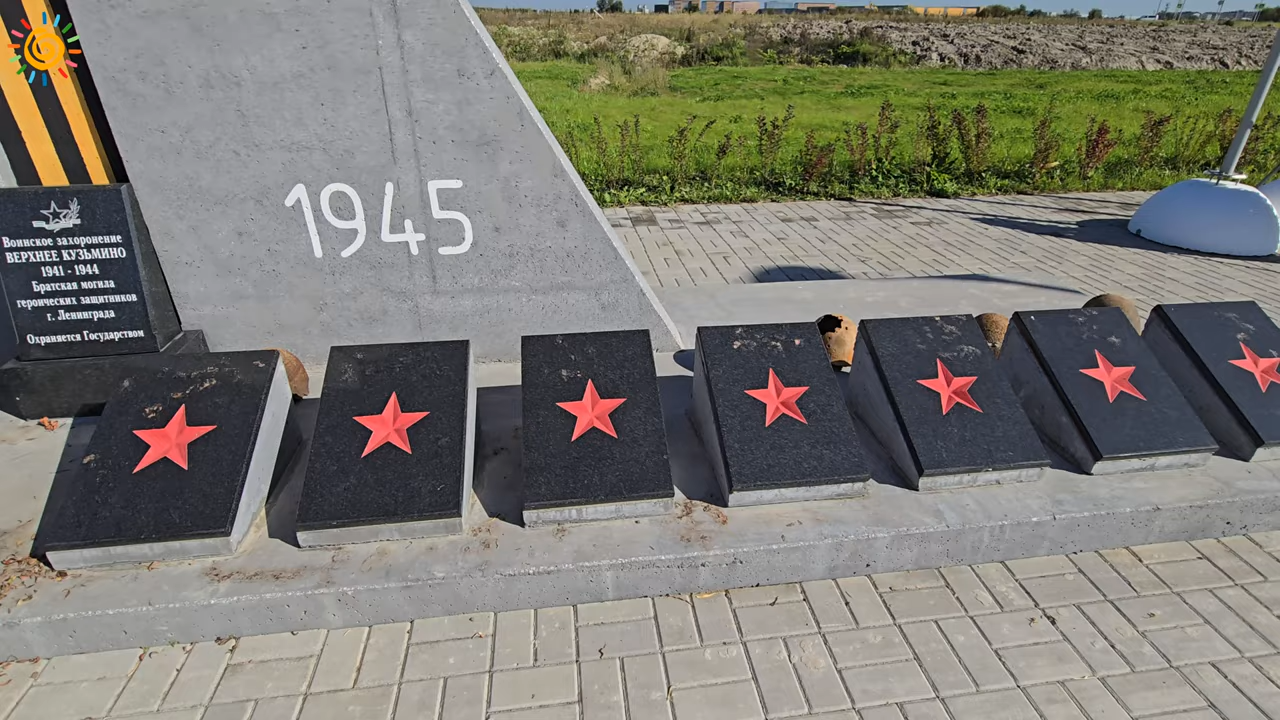 1945
Воинское захоронение
ВЕРХНЕЕ КУЗЬМИНО
1941 - 1944
Братская могила
героических защитников
г. Ленинграда
Охраняется Государством